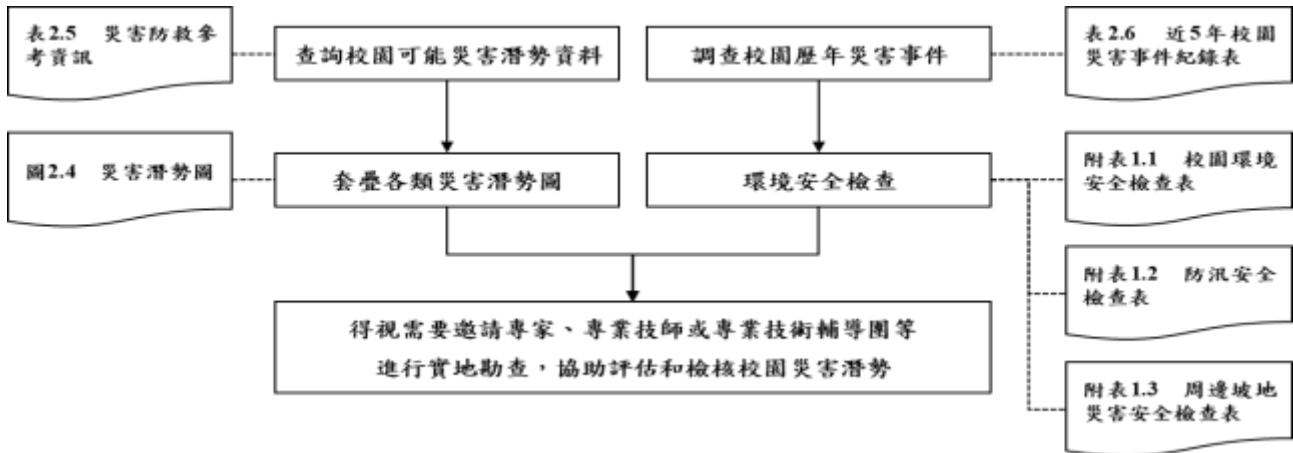 表2.5 災害防救參
考資訊
查詢校園可能災害潛勢資料
調查校園歷年災害事件
表2.6 近5年校園
災害事件紀錄表
圖2.4 災害潛勢圖
套疊各類災害潛勢圖
環境安全檢查
附表1.1 校園環境
安全檢查表
附表1.2 防汛安全
檢查表
得視需要邀請專家、專業技師或專業技術輔導團等
進行實地勘查，協助評估和檢核校園災害潛勢
附表1.3 周邊坡地
災害安全檢查表